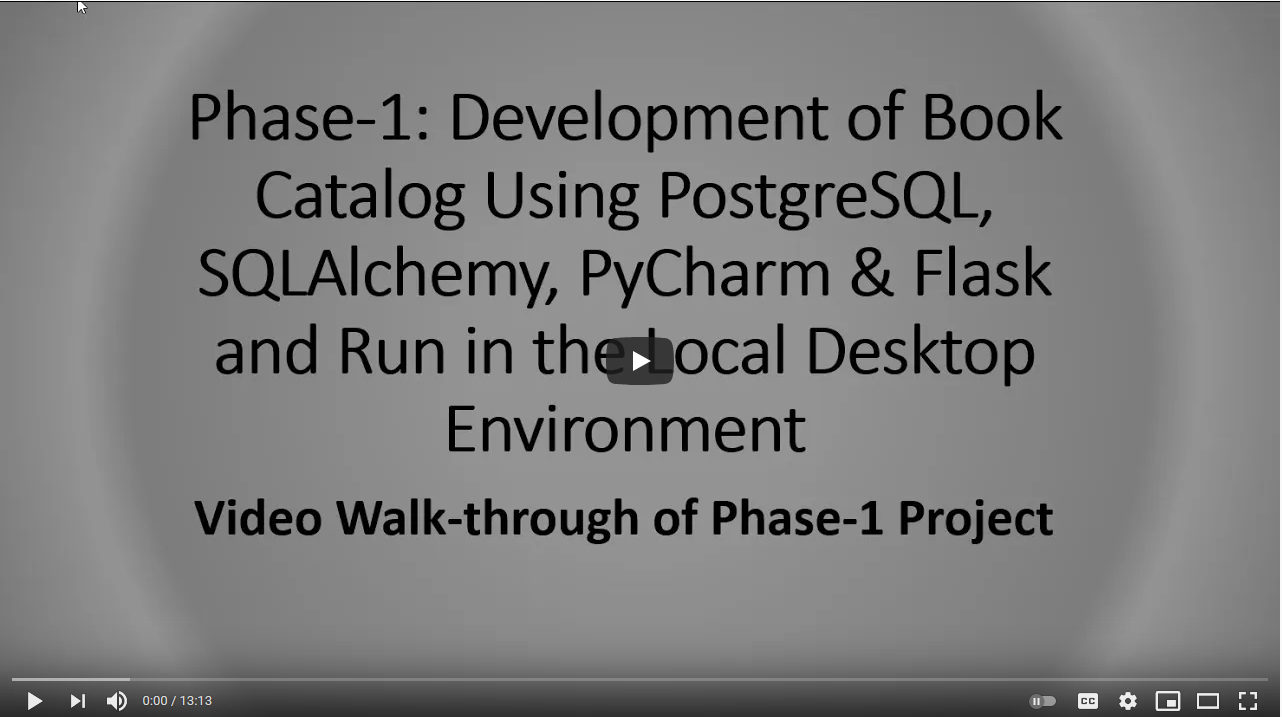 Phase-1: Development of Book
Catalog Using PostgreSQL,
SQLAlchemy, PyCharm & Flask
and Run in the Local Desktop
Environment
Video Walk-through of Phase-1 Project
0:00 / 13:13
CC